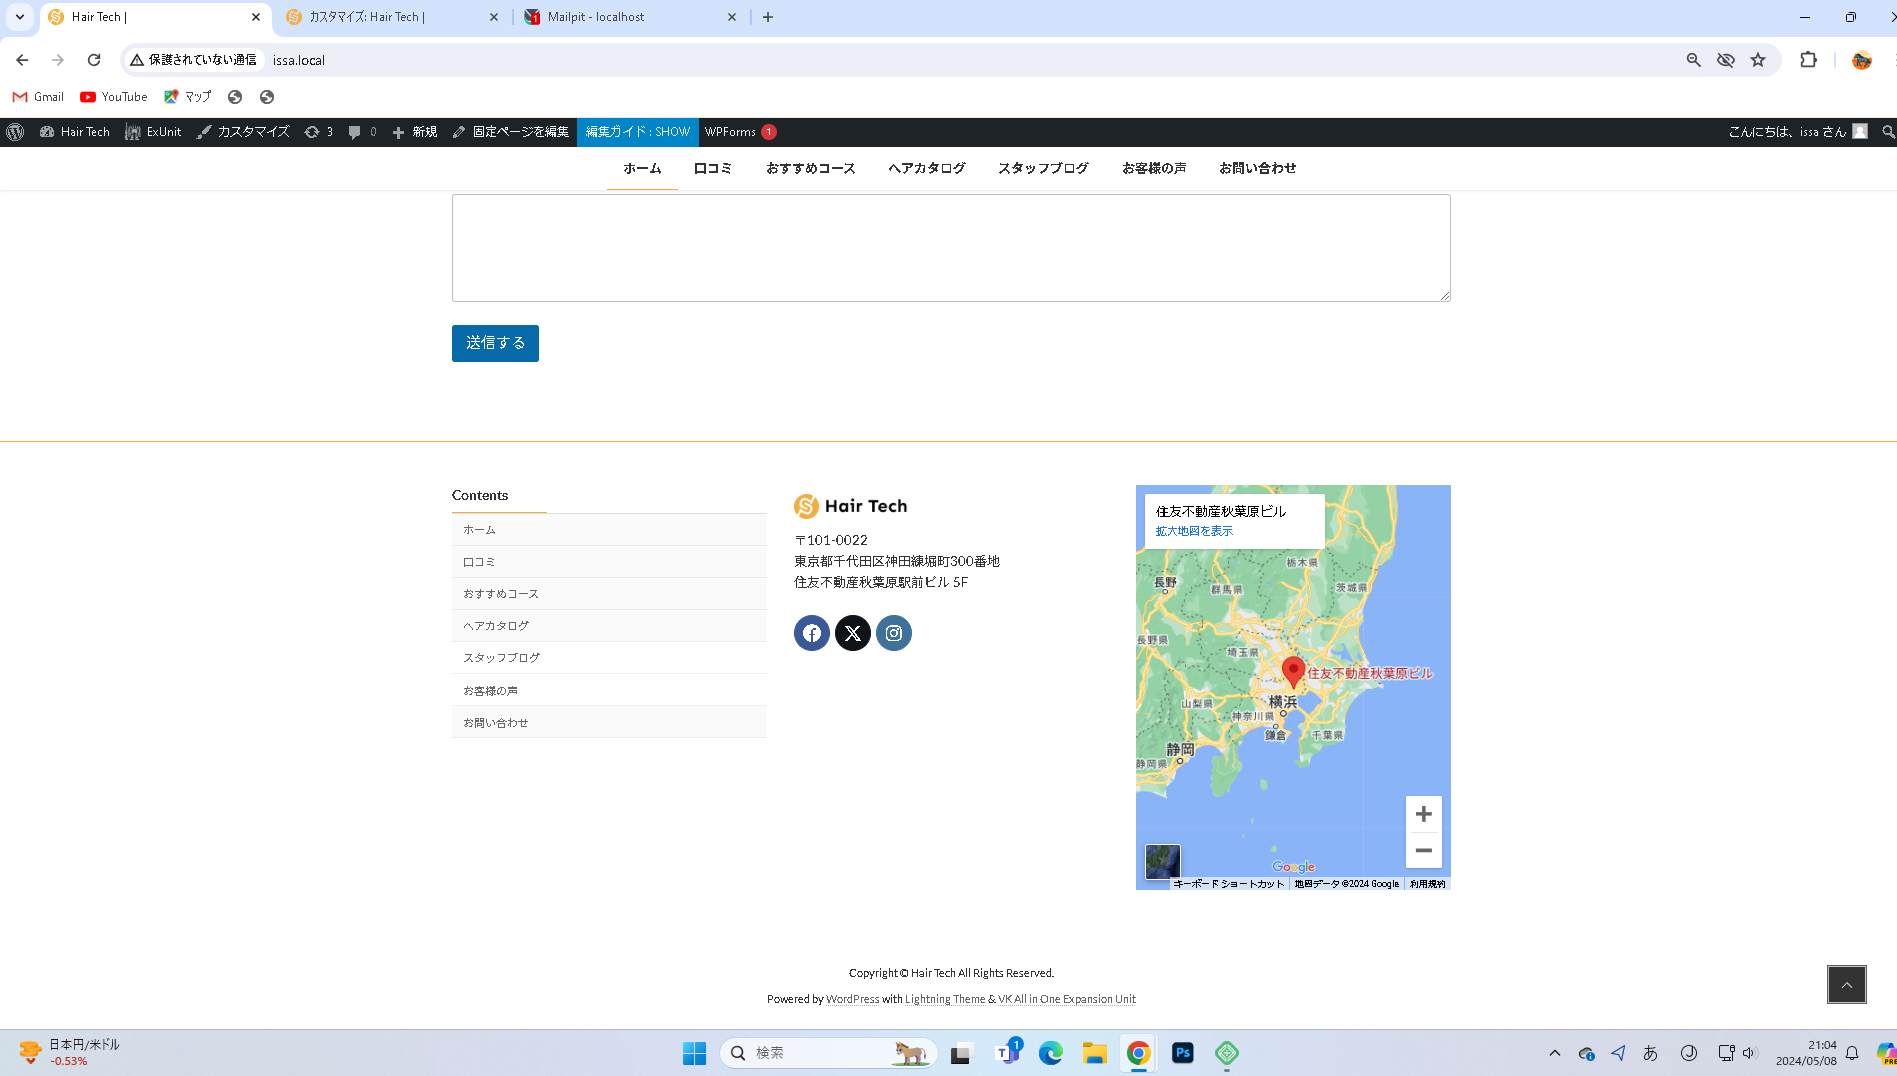 Hair Tech |
カスタマイズ: Hair Tech |
1
Mailpit - localhost
保護されていない通信
issa.local
Gmail
YouTube
マップ
Hair Tech
ExUnit
カスタマイズ
3
0
新規
固定ページを編集
編集ガイド : SHOW
WPForms 1
こんにちは、issa さん
ホーム
口コミ
おすすめコース
ヘアカタログ
スタッフブログ
お客様の声
お問い合わせ
送信する
Contents
ホーム
口コミ
おすすめコース
ヘアカタログ
スタッフブログ
お客様の声
お問い合わせ
Hair Tech
〒101-0022
東京都千代田区神田練堀町300番地
住友不動産秋葉原駅前ビル 5F
住友不動産秋葉原ビル
拡大地図を表示
栃木県
長野
群馬県
茨城県
長野県
埼玉県
住友不動産秋葉原ビル
山梨県
横浜
神奈川県
鎌倉
千葉県
静岡
静岡県
Google
キーボード ショートカット
地図データ ©2024 Google
利用規約
Copyright © Hair Tech All Rights Reserved.
Powered by WordPress with Lightning Theme & VK All in One Expansion Unit
日本円/米ドル
-0.53%
検索
T
1
Ps
あ
21:04
2024/05/08
PRE